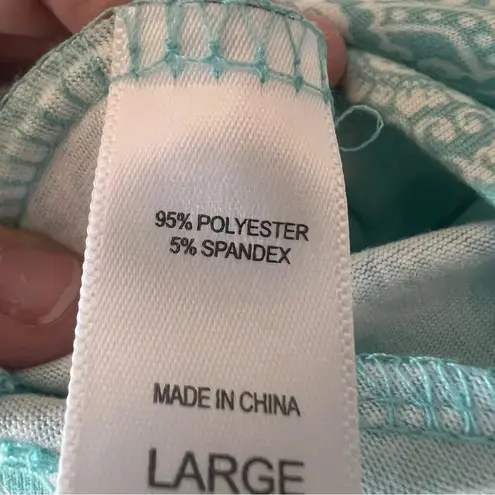 95% POLYESTER
5% SPANDEX
MADE IN CHINA
LARGE